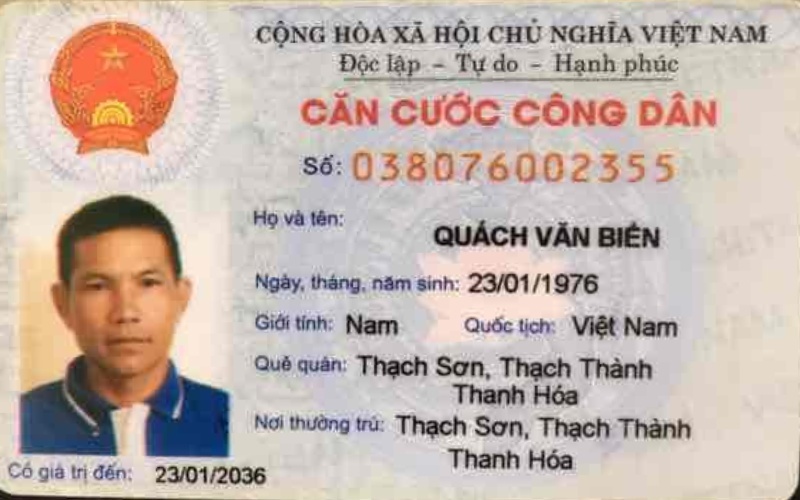 CỘNG HÒA XÃ HỘI CHỦ NGHĨA VIỆT NAM
Độc lập - Tự do - Hạnh phúc
CĂN CƯỚC CÔNG DÂN
Số: 038076002355
Họ và tên:
QUÁCH VĂN BIỂN
Ngày, tháng, năm sinh: 23/01/1976
Giới tính: Nam Quốc tịch: Việt Nam
Quê quán: Thạch Sơn, Thạch Thành
Thanh Hóa
Nơi thường trú: Thạch Sơn, Thạch Thành
Thanh Hóa
Có giá trị đến: 23/01/2036